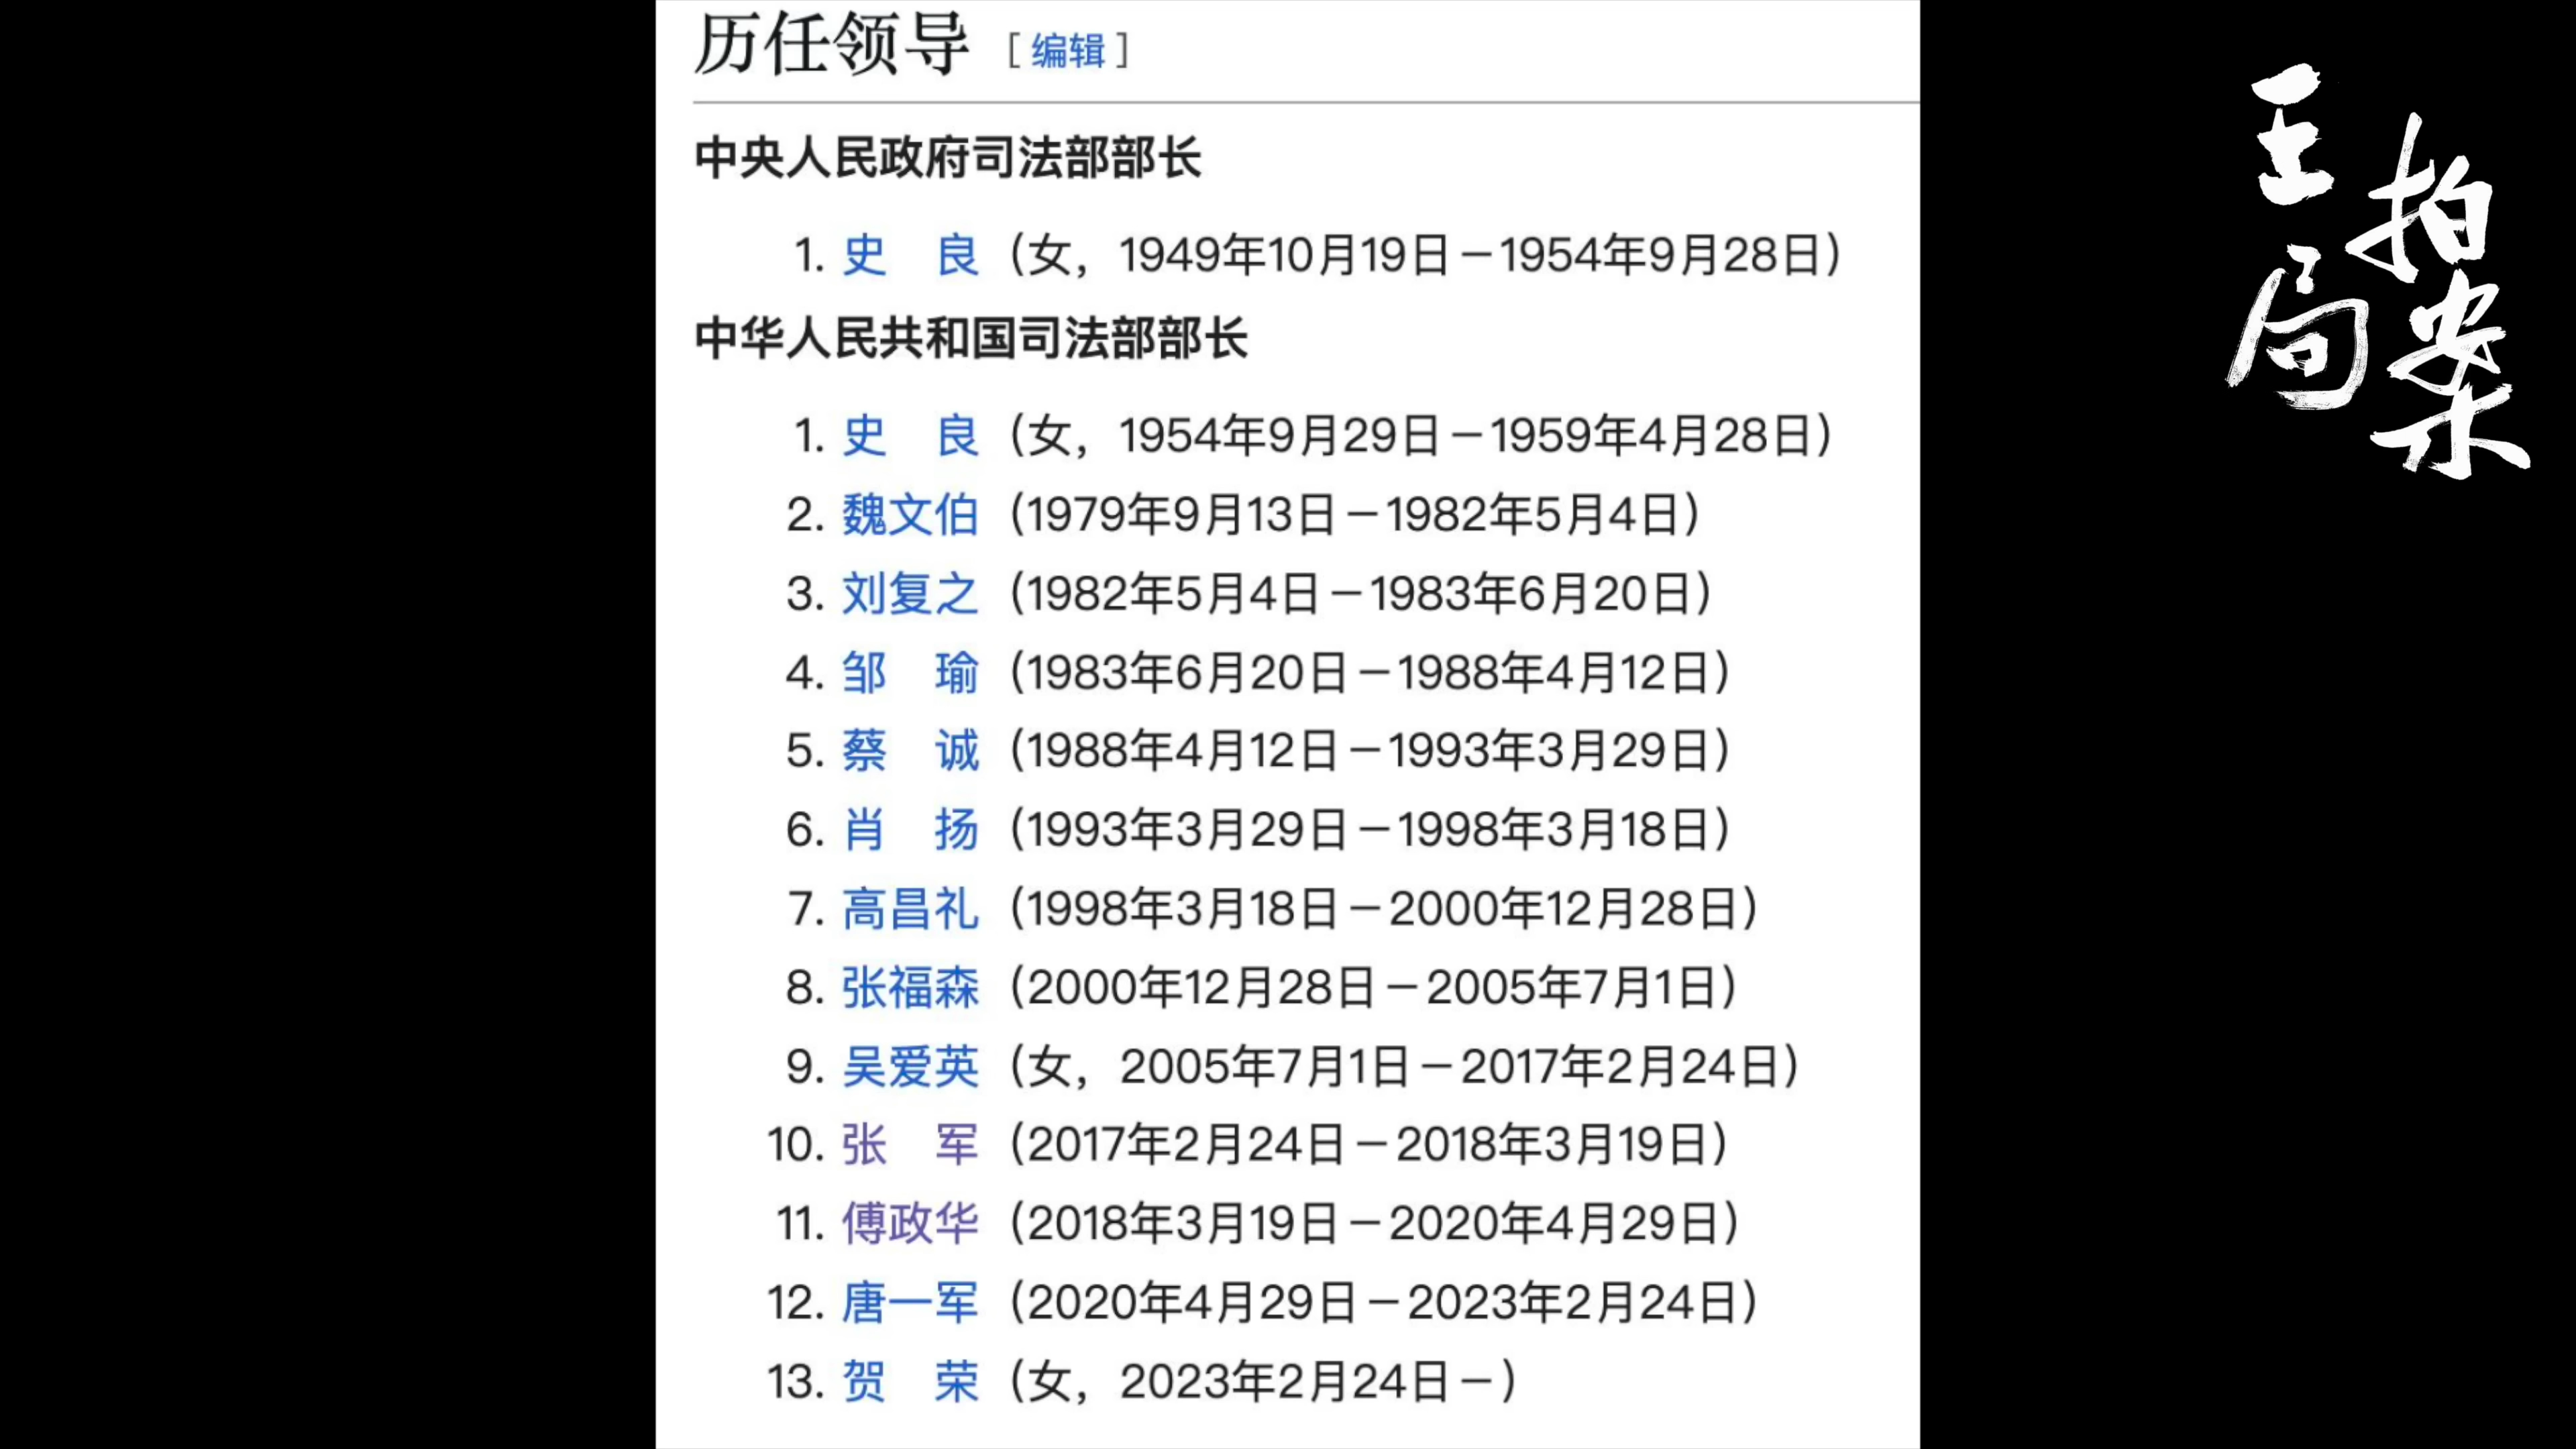 历任领导 [编辑]
中央人民政府司法部部长
1. 史　良（女，1949年10月19日－1954年9月28日）
中华人民共和国司法部部长
1. 史　良（女，1954年9月29日－1959年4月28日）
2. 魏文伯（1979年9月13日－1982年5月4日）
3. 刘复之（1982年5月4日－1983年6月20日）
4. 邹　瑜（1983年6月20日－1988年4月12日）
5. 蔡　诚（1988年4月12日－1993年3月29日）
6. 肖　扬（1993年3月29日－1998年3月18日）
7. 高昌礼（1998年3月18日－2000年12月28日）
8. 张福森（2000年12月28日－2005年7月1日）
9. 吴爱英（女，2005年7月1日－2017年2月24日）
10. 张　军（2017年2月24日－2018年3月19日）
11. 傅政华（2018年3月19日－2020年4月29日）
12. 唐一军（2020年4月29日－2023年2月24日）
13. 贺　荣（女，2023年2月24日－）
王局
拍案